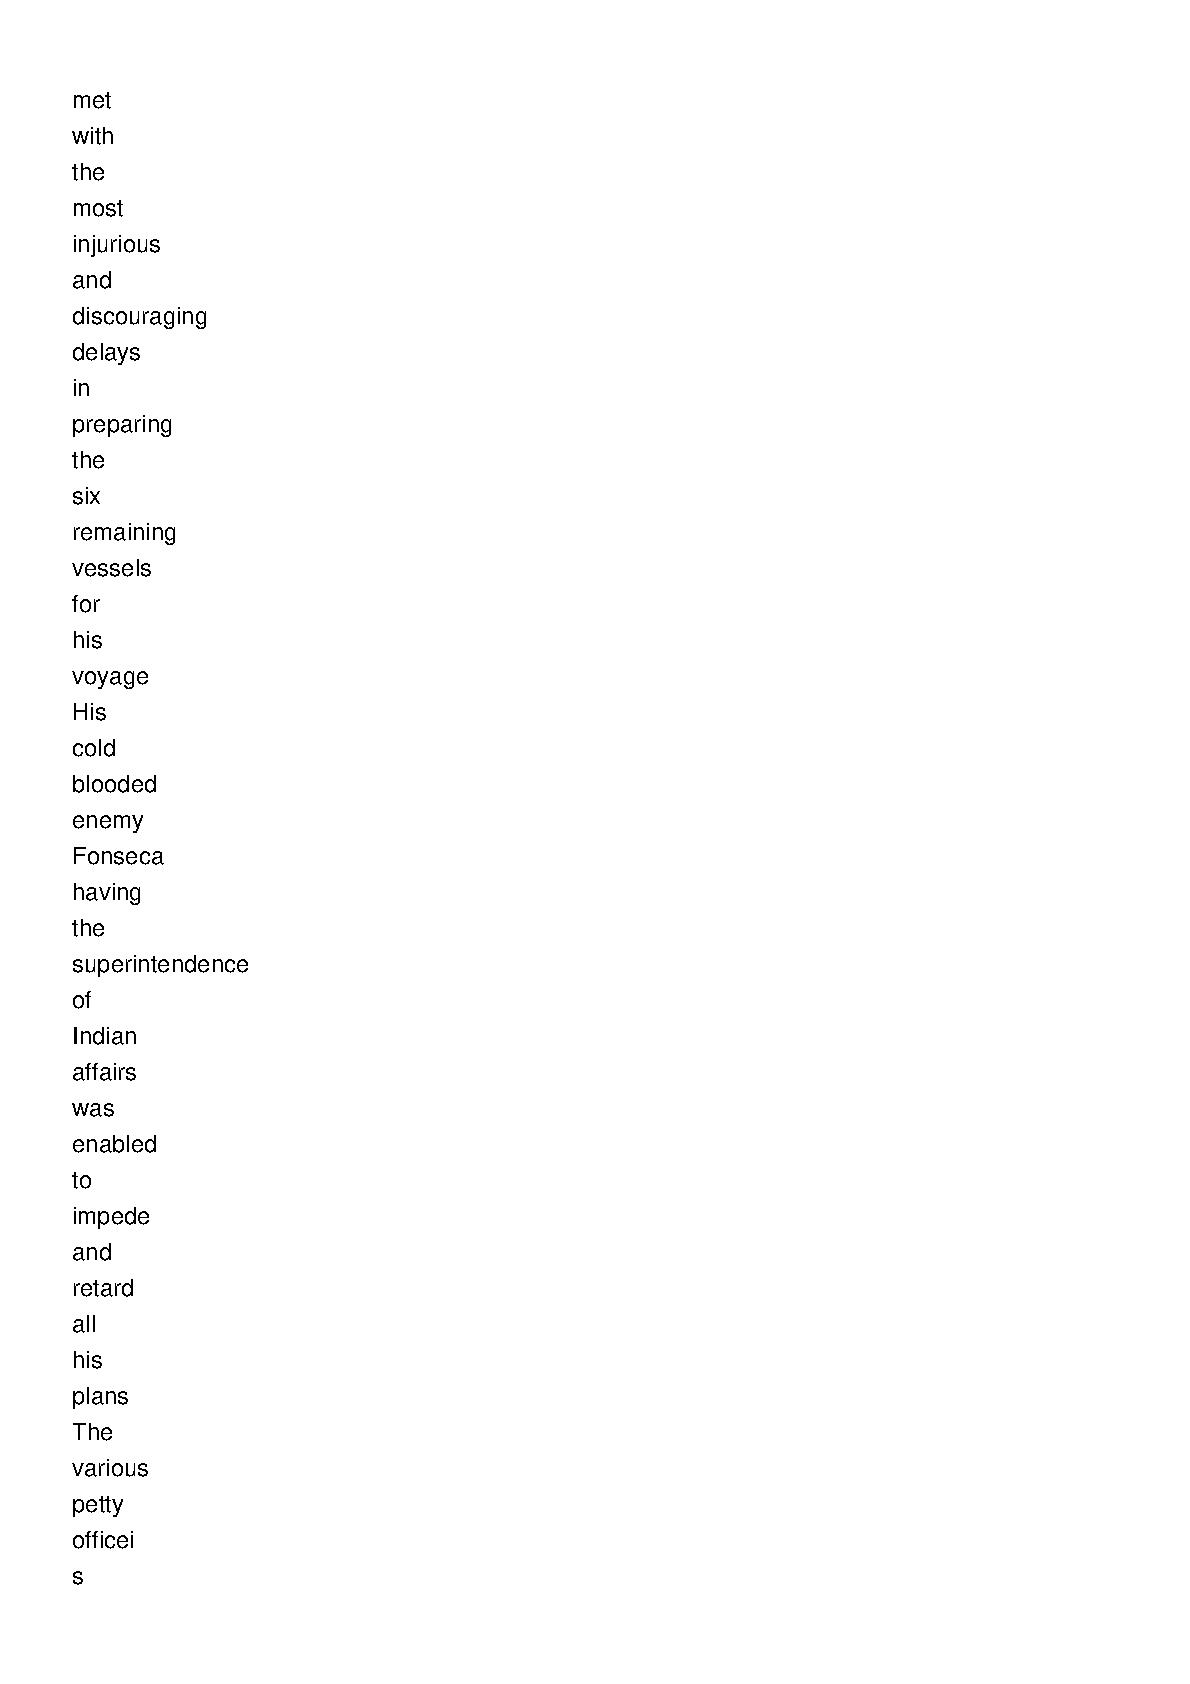 met
with
the
most
injurious
and
discouraging
delays
in
preparing
the
six
remaining
vessels
for
his
voyage
His
cold
blooded
enemy
Fonseca
having
the
superintendence
of
Indian
affairs
was
enabled
to
impede
and
retard
all
his
plans
The
various
petty
officei
s